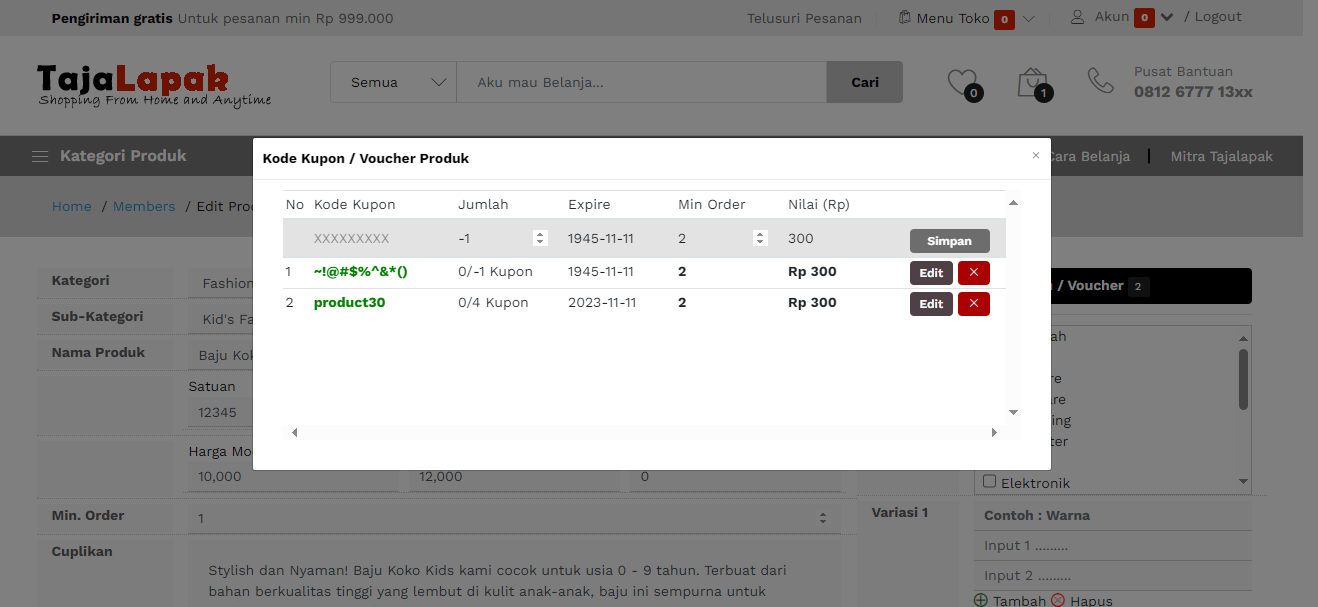 Pengiriman gratis Untuk pesanan min Rp 999.000
Telusuri Pesanan
Menu Toko 0
Akun 0 / Logout
TajaLapak
Shopping From Home and Anytime
Semua
Aku mau Belanja...
Cari
0
1
Pusat Bantuan
0812 6777 13xx
Kategori Produk
Cara Belanja
Mitra Tajalapak
Home / Members / Edit Pro
Kode Kupon / Voucher Produk ×
No Kode Kupon Jumlah Expire Min Order Nilai (Rp)
XXXXXXXXX -1 1945-11-11 2 300 Simpan
1 ~!@#$%^&*() 0/-1 Kupon 1945-11-11 2 Rp 300 Edit ×
2 product30 0/4 Kupon 2023-11-11 2 Rp 300 Edit ×
Kategori Fashion
/ Voucher 2
Sub-Kategori Kid's Fa
ah
Nama Produk Baju Kok
re
Satuan
are
12345
ing
ter
Harga Mo
10,000 12,000 0
Elektronik
Min. Order 1
Variasi 1 Contoh : Warna
Input 1 .........
Input 2 .........
Tambah Hapus
Cuplikan
Stylish dan Nyaman! Baju Koko Kids kami cocok untuk usia 0 - 9 tahun. Terbuat dari
bahan berkualitas tinggi yang lembut di kulit anak-anak, baju ini sempurna untuk